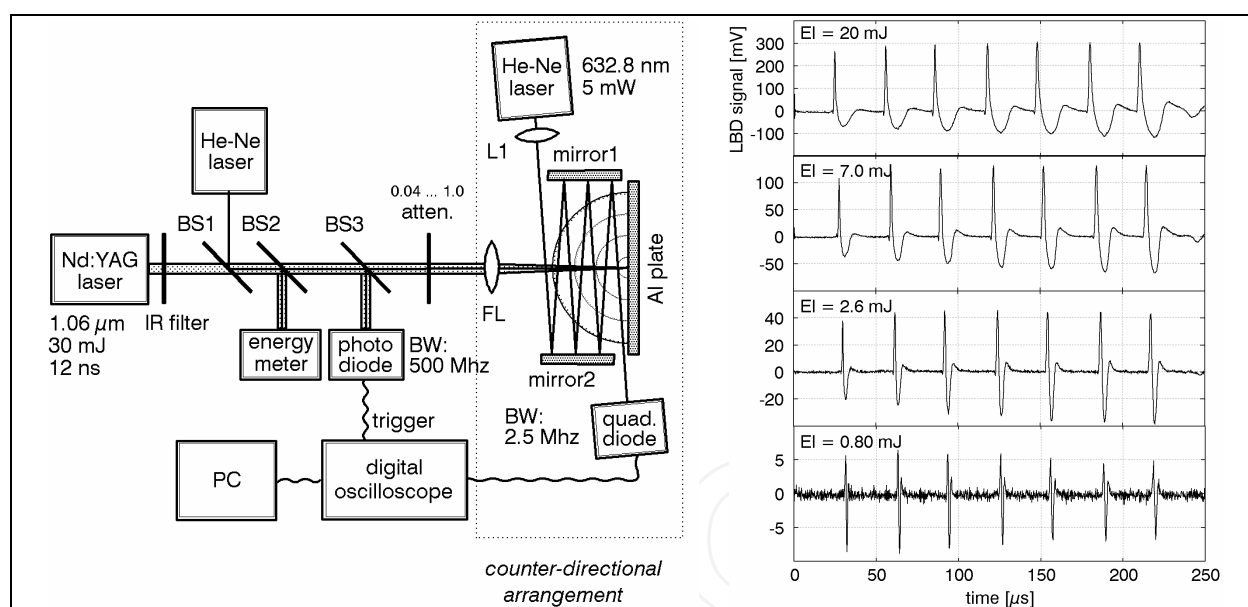 He-Ne
laser
632.8 nm
5 mW
L1
mirror1
He-Ne
laser
0.04 ... 1.0
atten.
BS1
BS2
BS3
Nd:YAG
laser
1.06 µm
30 mJ
12 ns
IR filter
energy
meter
photo
diode
BW:
500 Mhz
FL
Al plate
mirror2
BW:
2.5 Mhz
quad.
diode
trigger
PC
digital
oscilloscope
counter-directional
arrangement
LBD signal [mV]
El = 20 mJ
300
200
100
0
-100
El = 7.0 mJ
100
50
0
-50
El = 2.6 mJ
40
20
0
-20
El = 0.80 mJ
5
0
-5
0 50 100 150 200 250
time [µs]